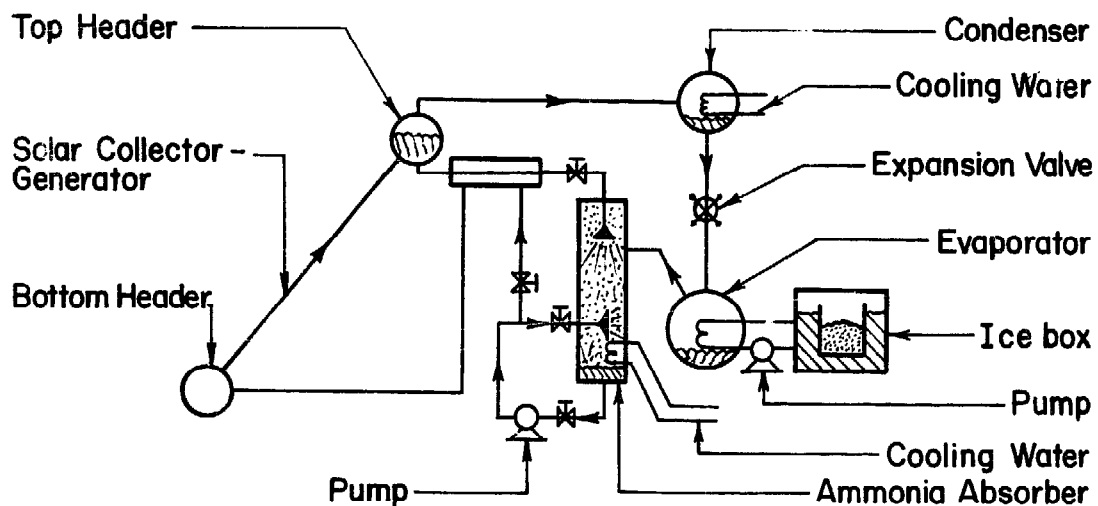 Top Header
Condenser
Cooling Water
Solar Collector -
Generator
Expansion Valve
Evaporator
Bottom Header
Ice box
Pump
Cooling Water
Pump
Ammonia Absorber